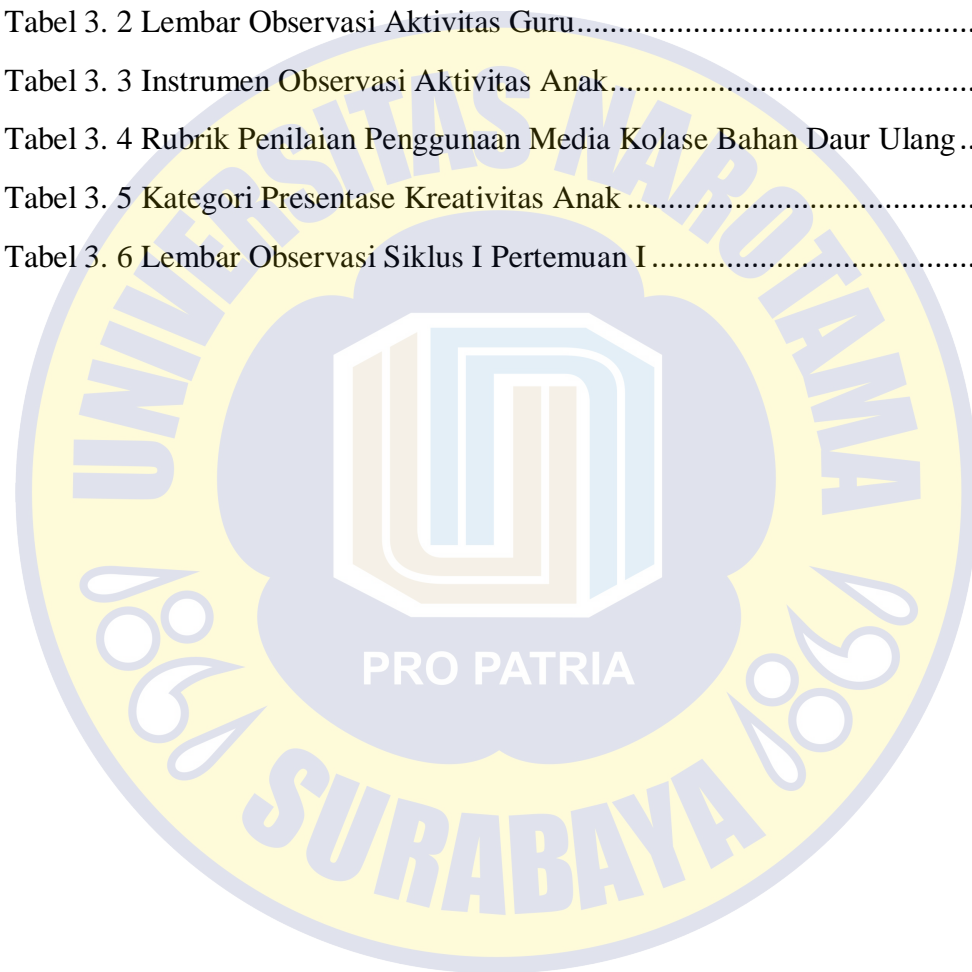 Tabel 3. 2 Lembar Observasi Aktivitas Guru..........................................
Tabel 3. 3 Instrumen Observasi Aktivitas Anak......................................
Tabel 3. 4 Rubrik Penilaian Penggunaan Media Kolase Bahan Daur Ulang..
Tabel 3. 5 Kategori Presentase Kreativitas Anak....................................
Tabel 3. 6 Lembar Observasi Siklus I Pertemuan I.................................
UNIVERSITAS NAROTAMA
PRO PATRIA
SURABAYA